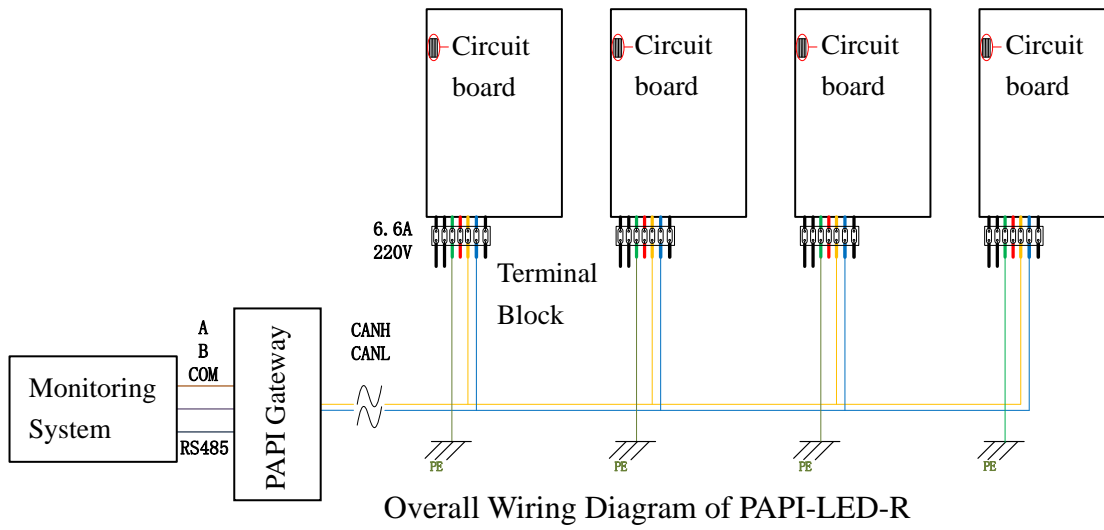 Circuit
board
Circuit
board
Circuit
board
Circuit
board
6.6A
220V
Terminal
Block
A
B
COM
RS485
CANH
CANL
Monitoring
System
PAPI Gateway
PE
PE
PE
PE
Overall Wiring Diagram of PAPI-LED-R